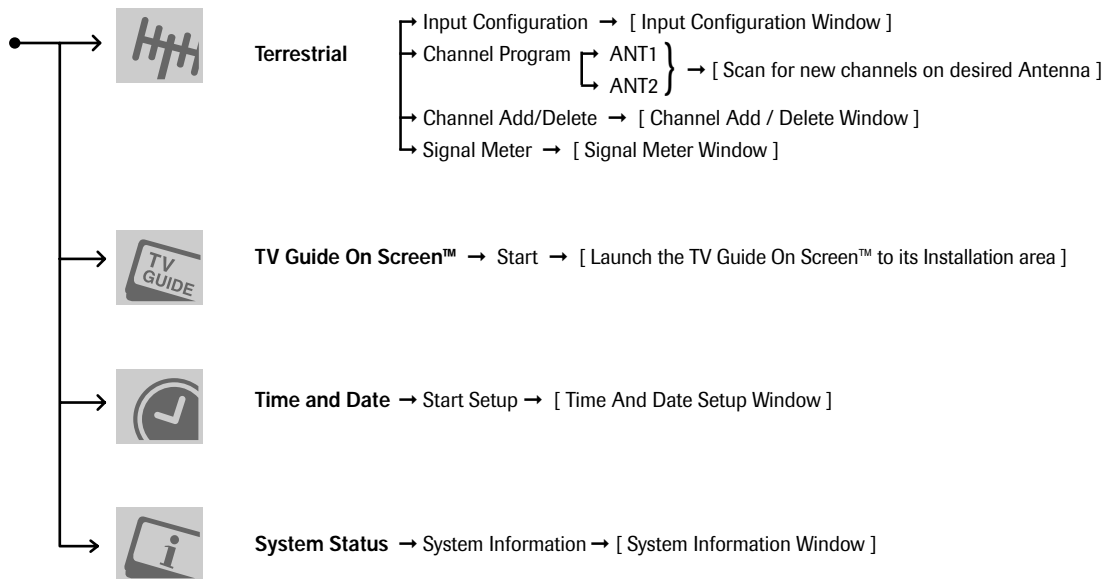 Terrestrial
Input Configuration → [ Input Configuration Window ]
Channel Program → ANT1
→ ANT2
} → [ Scan for new channels on desired Antenna ]
Channel Add/Delete → [ Channel Add / Delete Window ]
Signal Meter → [ Signal Meter Window ]
TV
GUIDE
TV Guide On Screen™ → Start → [ Launch the TV Guide On Screen™ to its Installation area ]
Time and Date → Start Setup → [ Time And Date Setup Window ]
i
System Status → System Information → [ System Information Window ]